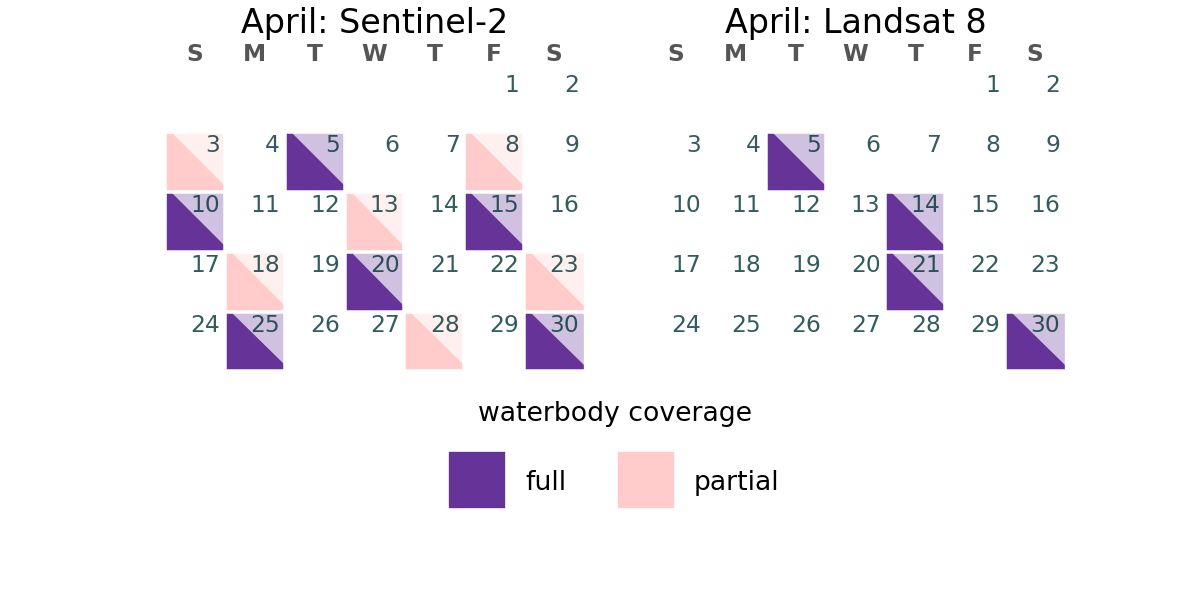 April: Sentinel-2
S M T W T F S
1 2
3 4 5 6 7 8 9
10 11 12 13 14 15 16
17 18 19 20 21 22 23
24 25 26 27 28 29 30
April: Landsat 8
S M T W T F S
1 2
3 4 5 6 7 8 9
10 11 12 13 14 15 16
17 18 19 20 21 22 23
24 25 26 27 28 29 30
waterbody coverage
full
partial